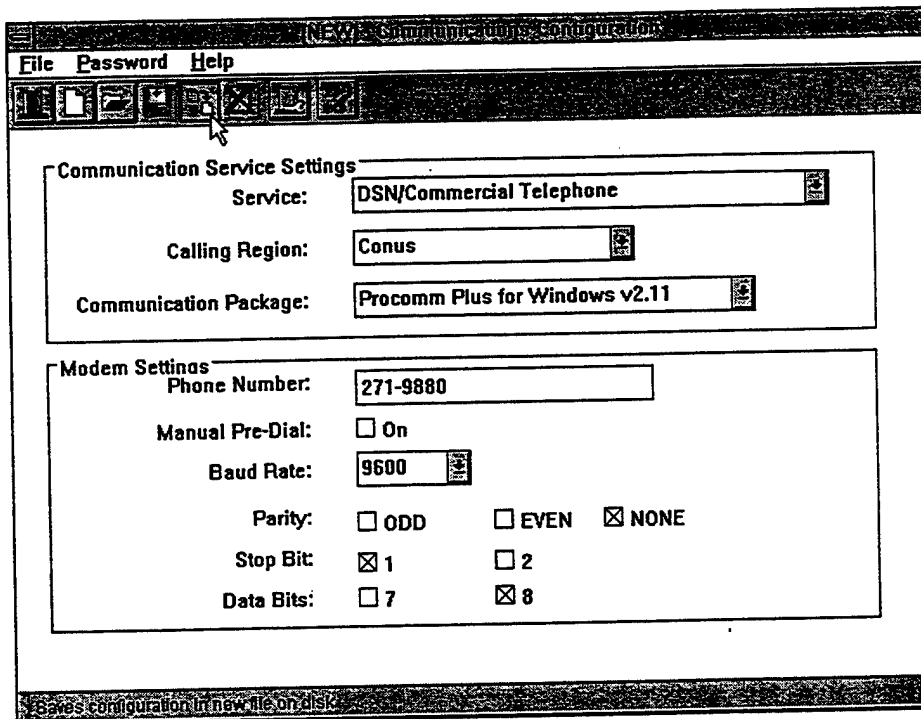 [NEW] - Communications Configuration
File Password Help
Communication Service Settings
Service: DSN/Commercial Telephone
Calling Region: Conus
Communication Package: Procomm Plus for Windows v2.11
Modem Settings
Phone Number: 271-9880
Manual Pre-Dial: On
Baud Rate: 9600
Parity: ODD EVEN NONE
Stop Bit: 1 2
Data Bits: 7 8
Saves configuration in new file on disk